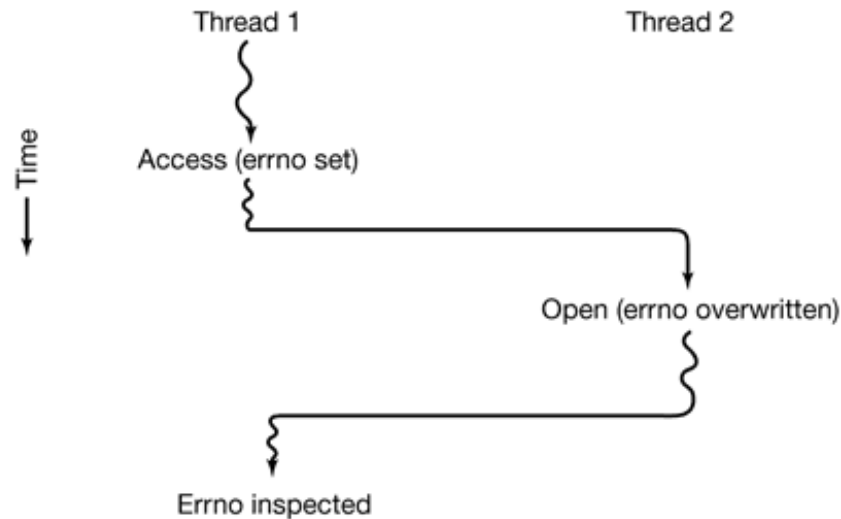 Thread 1
Thread 2
Time
Access (errno set)
Open (errno overwritten)
Errno inspected